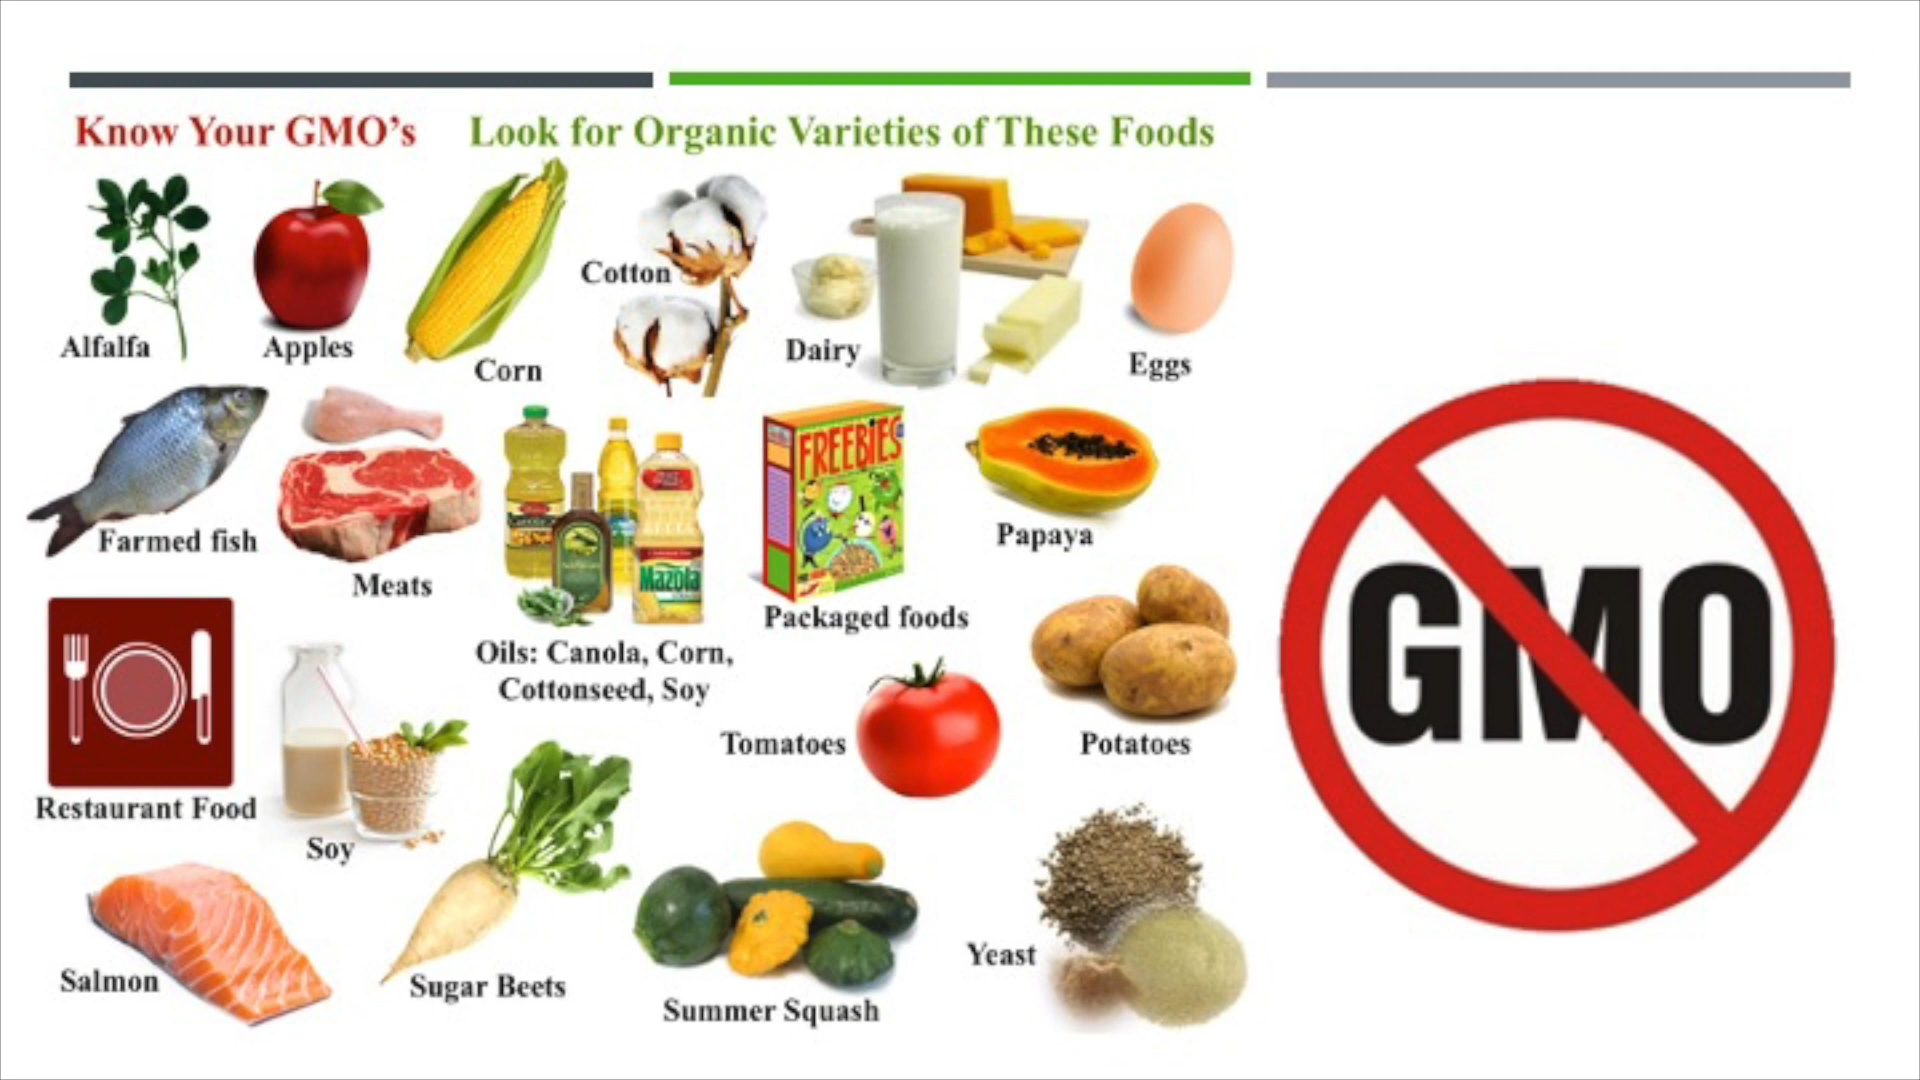 Know Your GMO's
Look for Organic Varieties of These Foods
Alfalfa
Apples
Corn
Cotton
Dairy
Eggs
Farmed fish
Meats
Mazola
Oils: Canola, Corn,
Cottonseed, Soy
FREEBIES
Packaged foods
Papaya
Restaurant Food
Soy
Tomatoes
Potatoes
Salmon
Sugar Beets
Summer Squash
Yeast
GMO